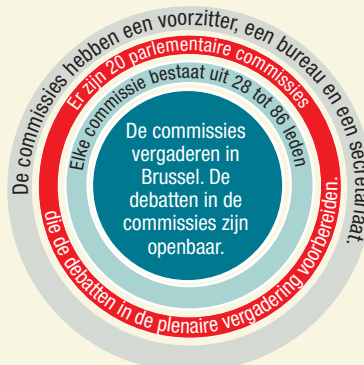 De commissies hebben een voorzitter, een bureau en een secretariaat.
Er zijn 20 parlementaire commissies
die de debatten in de plenaire vergadering voorbereiden.
Elke commissie bestaat uit 28 tot 86 leden
De commissies
vergaderen in
Brussel. De
debatten in de
commissies zijn
openbaar.